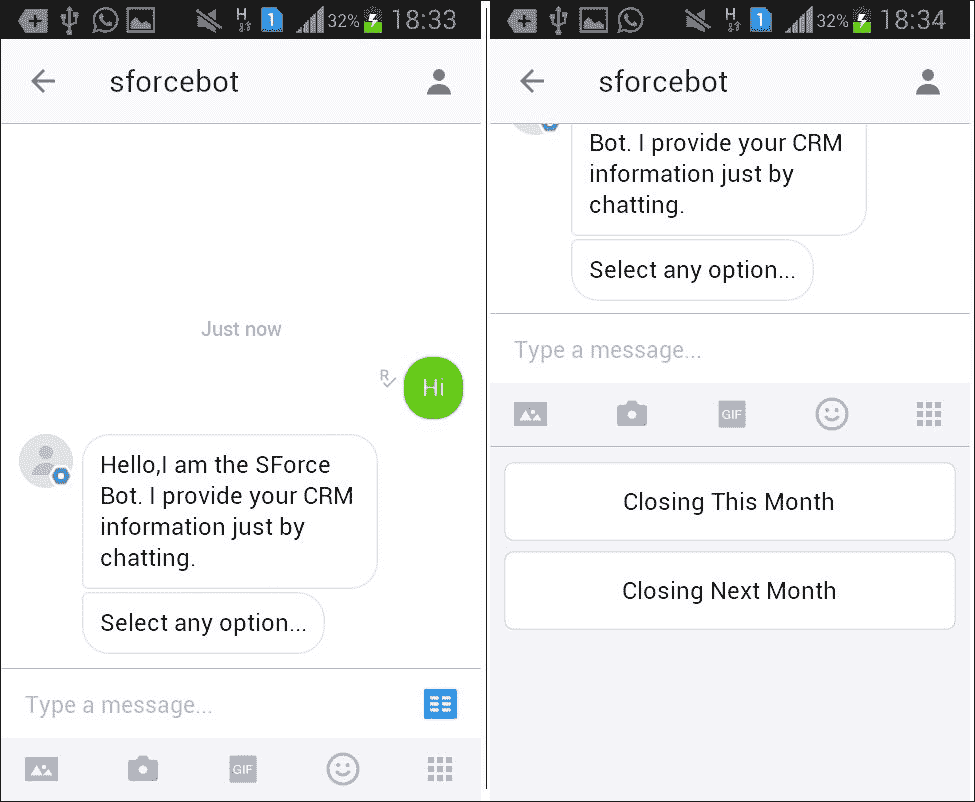 H 1 32% 18:33
sforcebot
Just now
R
Hi
Hello,I am the SForce
Bot. I provide your CRM
information just by
chatting.
Select any option...
Type a message...
GIF
H 1 32% 18:34
sforcebot
Bot. I provide your CRM
information just by
chatting.
Select any option...
Type a message...
GIF
Closing This Month
Closing Next Month